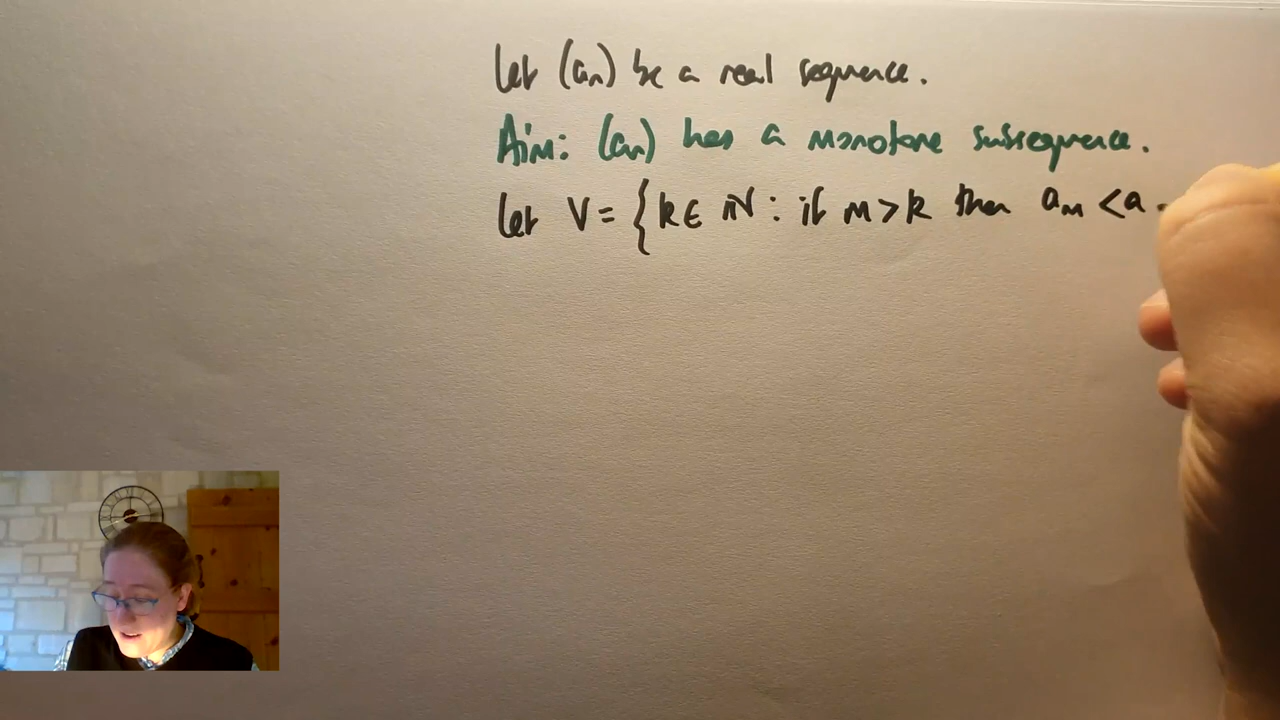 Let (an) be a real sequence.
Aim: (an) has a monotone subsequence.
Let V = {k ∈ ℕ : if m > k then am < a